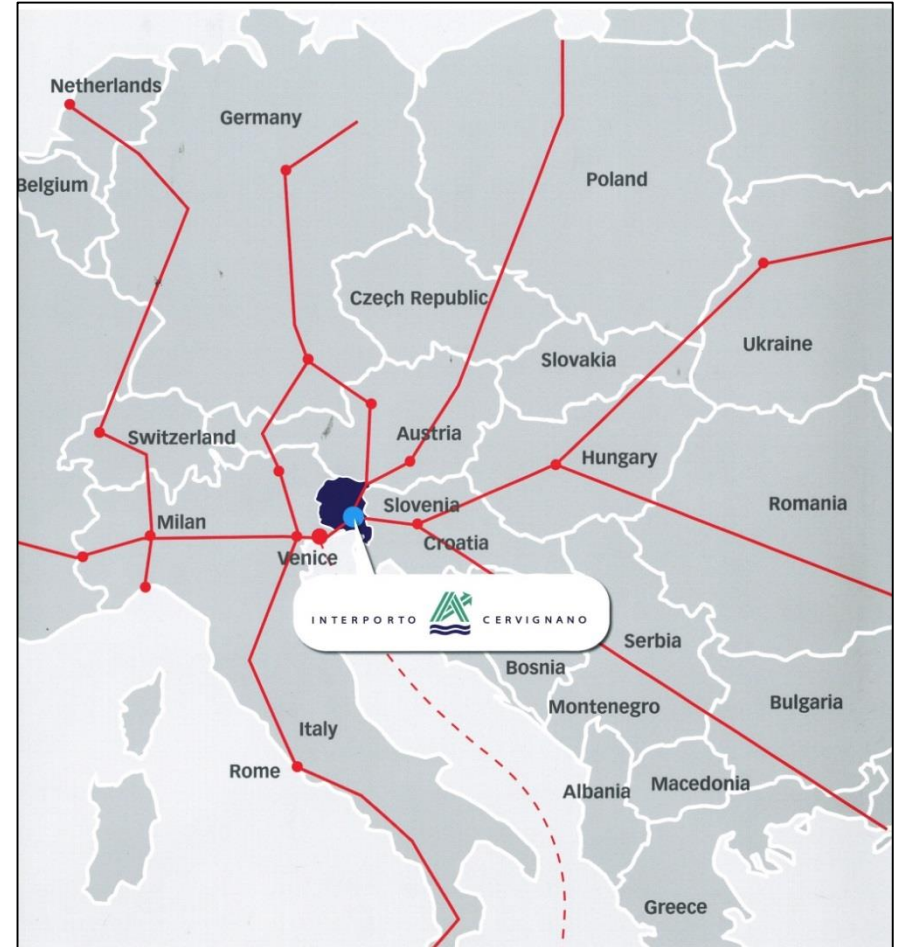 Netherlands
Germany
Belgium
Poland
Czech Republic
Ukraine
Slovakia
Switzerland
Austria
Hungary
Milan
Slovenia
Romania
Croatia
Venice
INTERPORTO CERVIGNANO
Serbia
Bosnia
Montenegro
Bulgaria
Italy
Rome
Macedonia
Albania
Greece